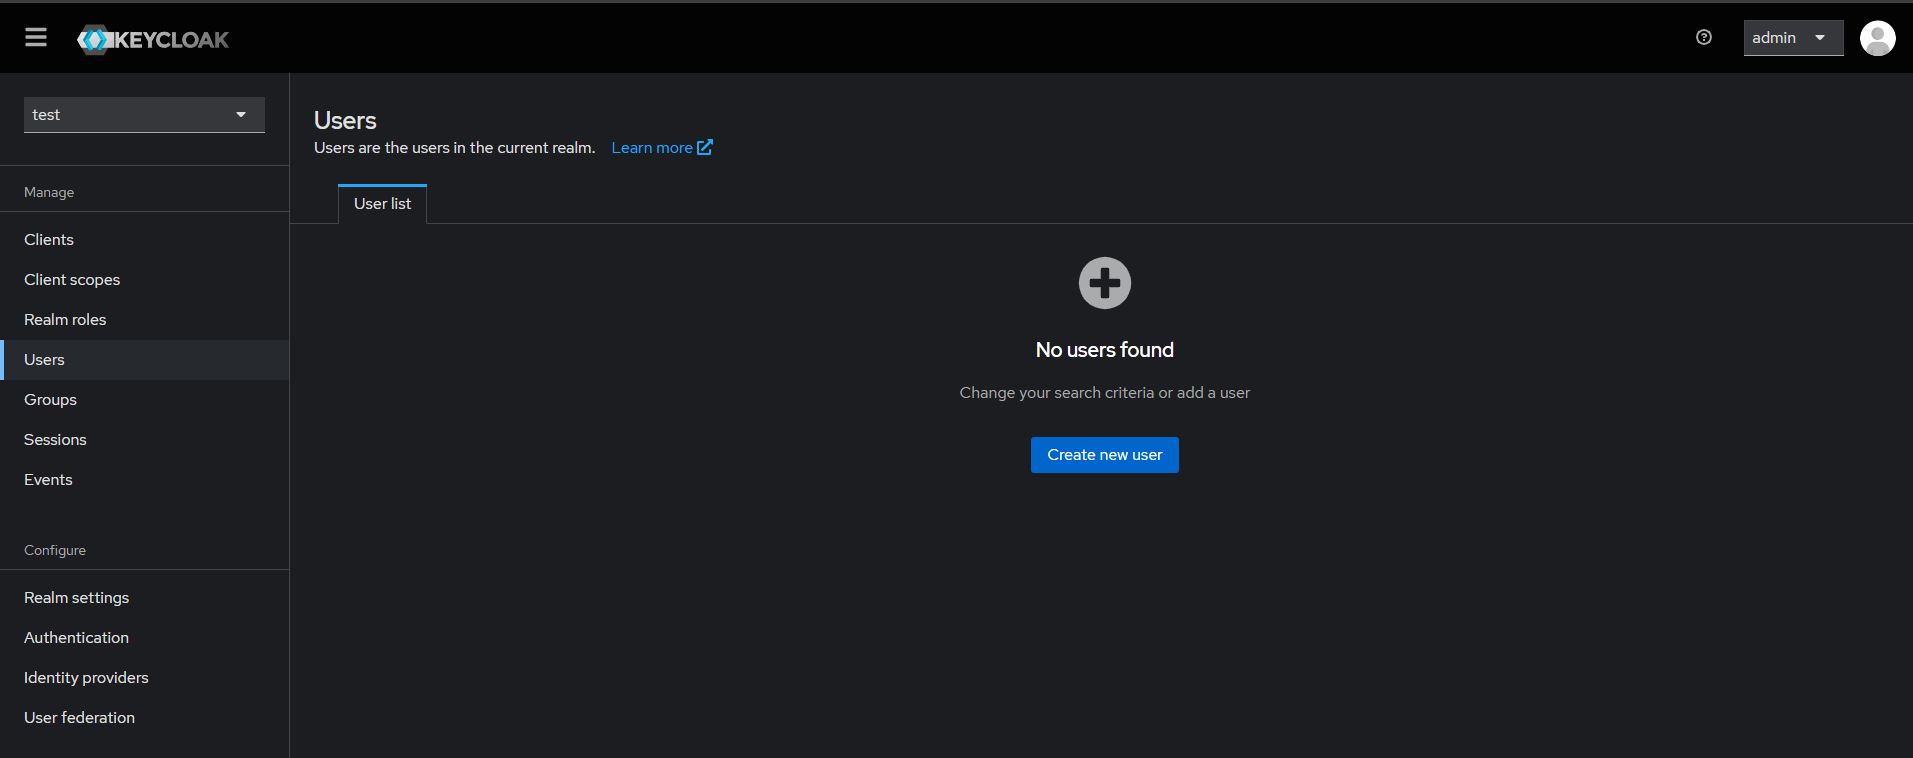 KEYCLOAK
admin
test
Manage
Clients
Client scopes
Realm roles
Users
Groups
Sessions
Events
Configure
Realm settings
Authentication
Identity providers
User federation
Users
Users are the users in the current realm. Learn more
User list
No users found
Change your search criteria or add a user
Create new user